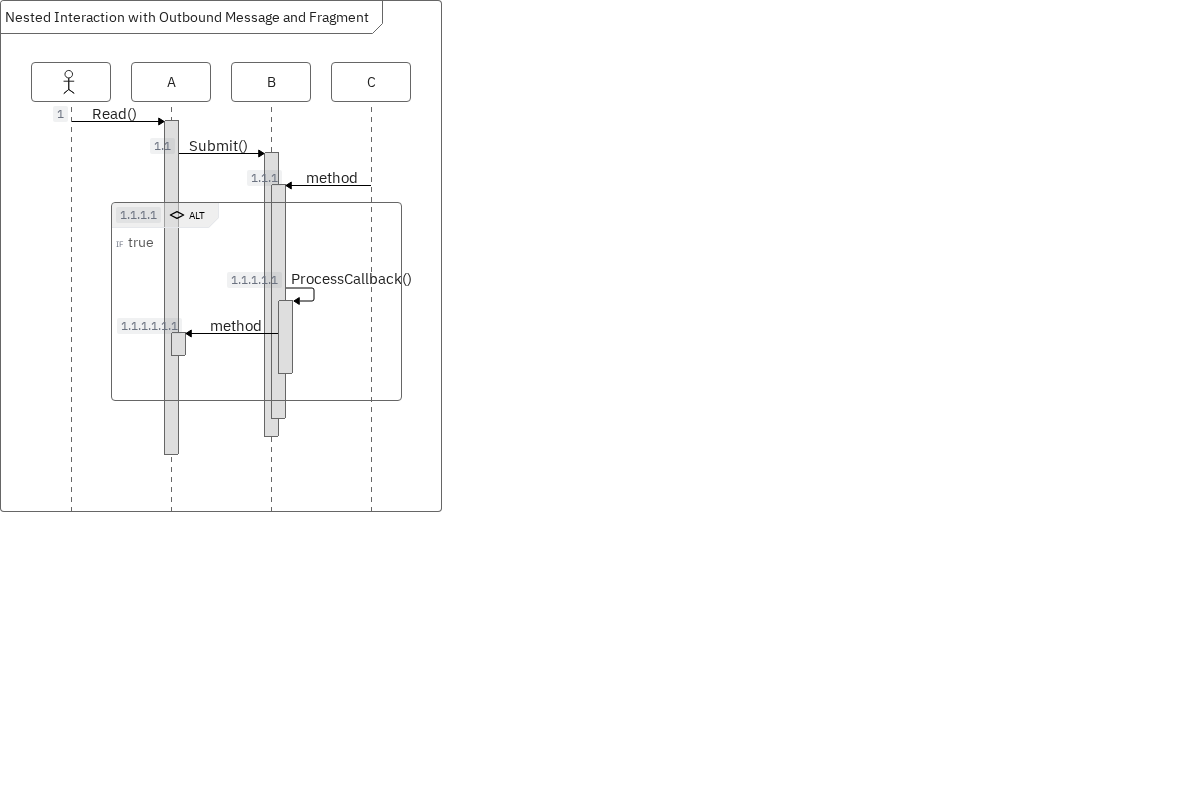 Nested Interaction with Outbound Message and Fragment
A
B
C
1 Read()
1.1 Submit()
1.1.1 method
1.1.1.1 ALT
IF true
1.1.1.1.1 ProcessCallback()
1.1.1.1.1.1 method